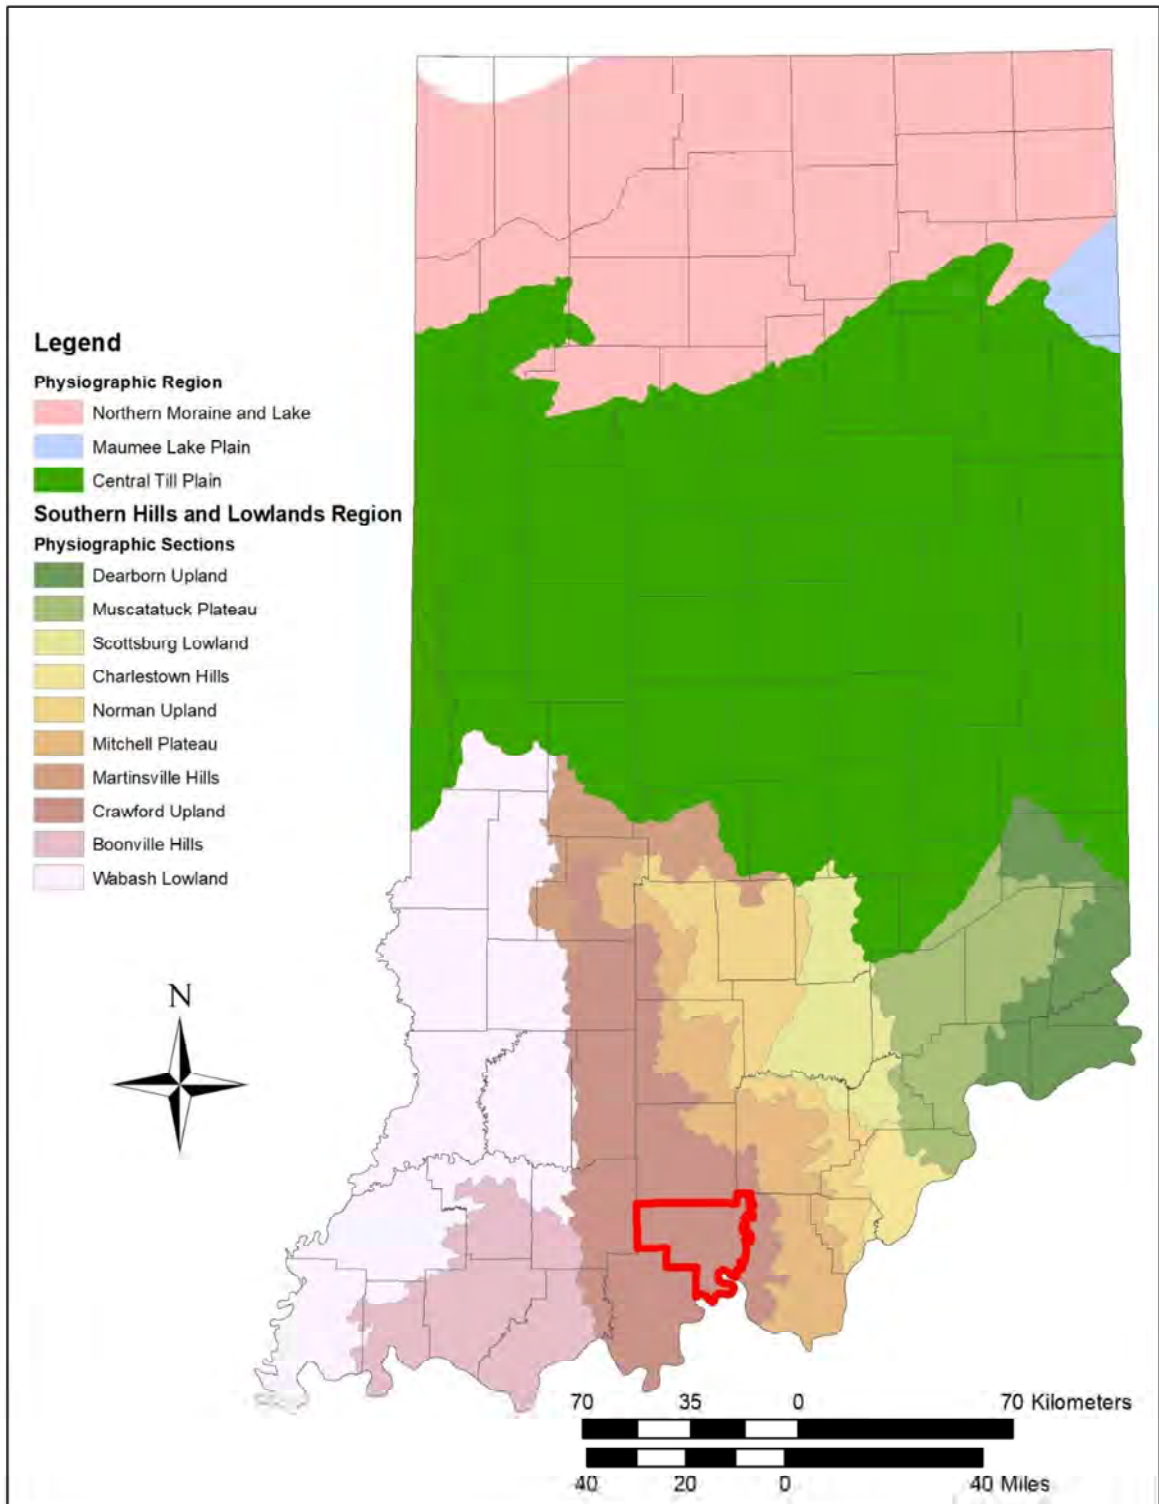 Legend
Physiographic Region
Northern Moraine and Lake
Maumee Lake Plain
Central Till Plain
Southern Hills and Lowlands Region
Physiographic Sections
Dearborn Upland
Muscatatuck Plateau
Scottsburg Lowland
Charlestown Hills
Norman Upland
Mitchell Plateau
Martinsville Hills
Crawford Upland
Boonville Hills
Wabash Lowland
N
70 35 0 70 Kilometers
40 20 0 40 Miles